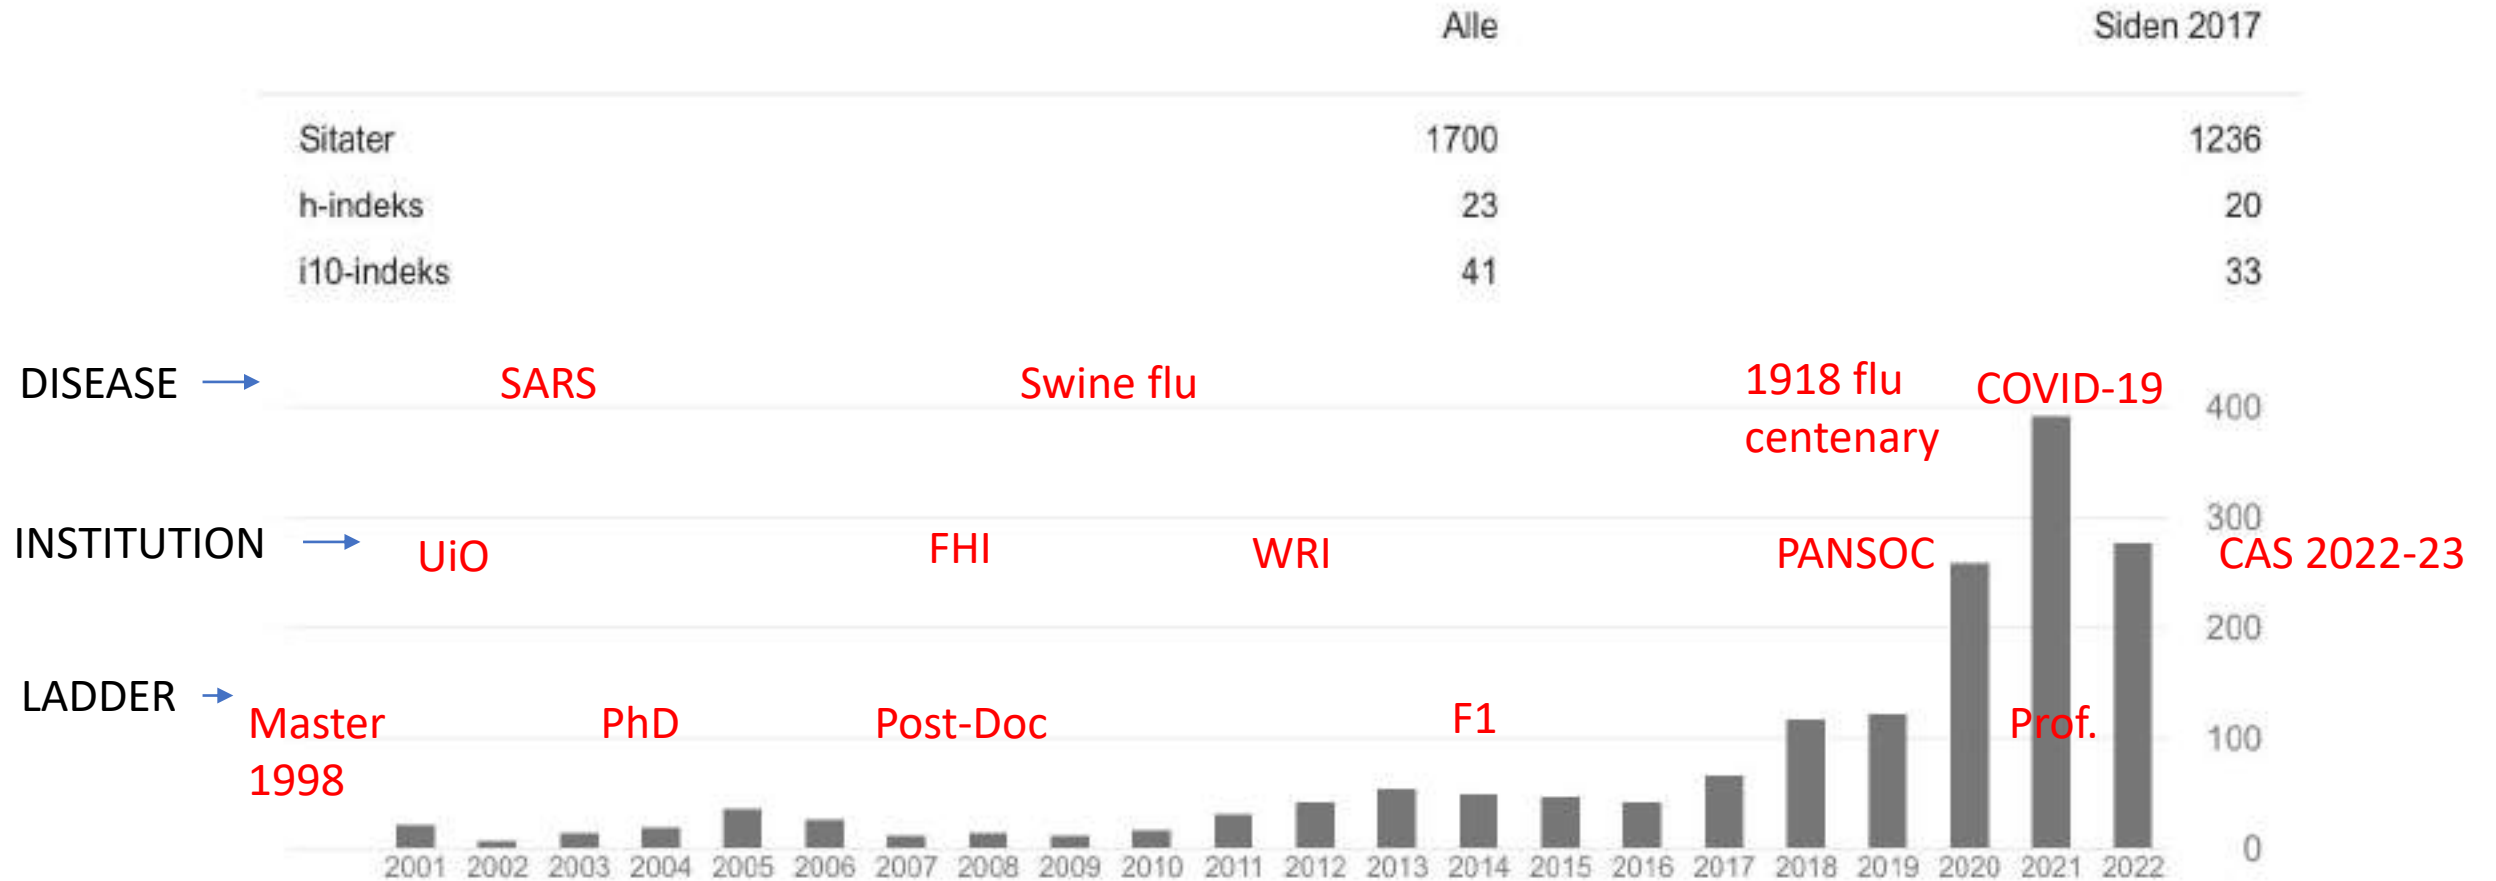 Alle Siden 2017
Sitater 1700 1236
h-indeks 23 20
i10-indeks 41 33
DISEASE SARS Swine flu 1918 flu COVID-19
centenary
400
300
INSTITUTION UiO FHI WRI PANSOC CAS 2022-23
200
LADDER
Master PhD Post-Doc F1 Prof. 100
1998
0
2001 2002 2003 2004 2005 2006 2007 2008 2009 2010 2011 2012 2013 2014 2015 2016 2017 2018 2019 2020 2021 2022